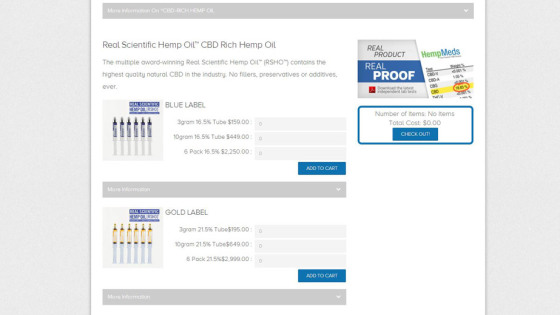 More Information On "CBD-RICH HEMP OIL
Real Scientific Hemp Oil™ CBD Rich Hemp Oil
The multiple award-winning Real Scientific Hemp Oil™ (RSHO™) contains the
highest quality natural CBD in the industry. No fillers, preservatives or additives,
ever.
REAL SCIENTIFIC
HEMP OIL
BLUE LABEL
3gram 16.5% Tube $159.00 :
0
10gram 16.5% Tube $449.00 :
0
6 Pack 16.5% $2,250.00 :
0
ADD TO CART
More Information
REAL SCIENTIFIC
HEMP OIL
GOLD LABEL
3gram 21.5% Tube$195.00 :
0
10gram 21.5% Tube$649.00 :
0
6 Pack 21.5%$2,999.00 :
0
ADD TO CART
More Information
REAL
PRODUCT
REAL
PROOF
Download the latest
independent lab tests
HempMeds
CBD-V
CBD-A
CBG
CBD
Number of Items: No items
Total Cost: $0.00
CHECK OUT!